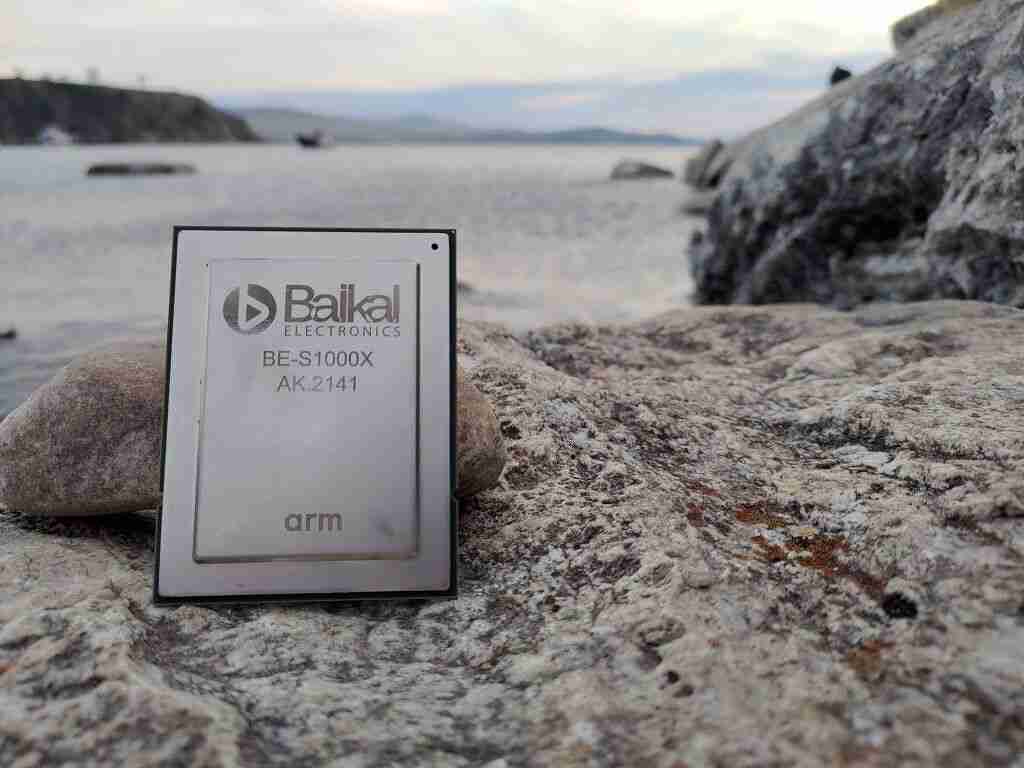 Baikal
ELECTRONICS
BE-S1000X
AK.2141
arm